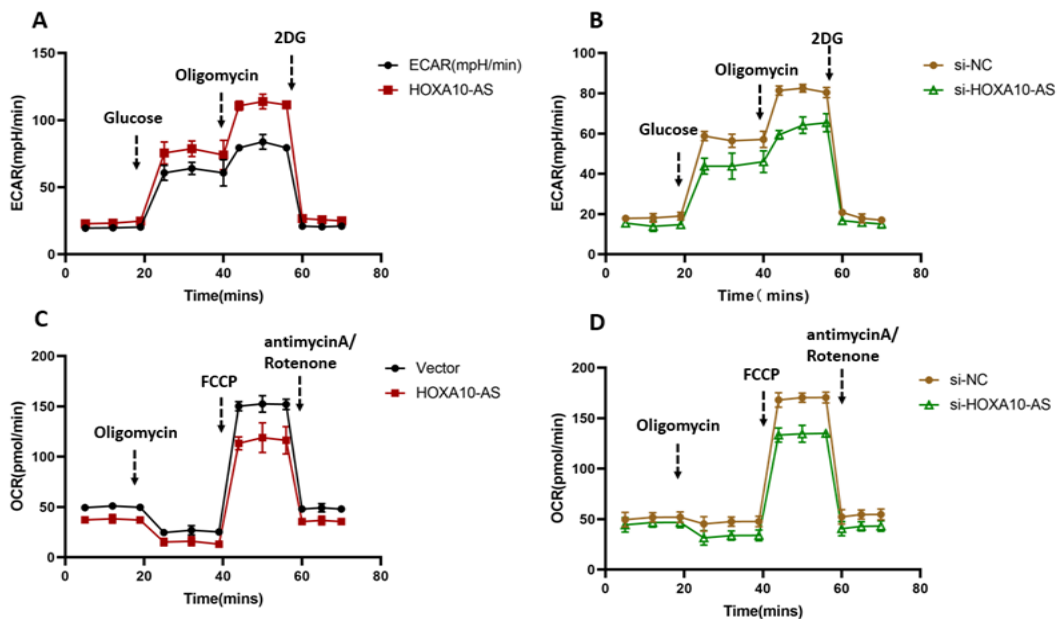 A
2DG
150
ECAR(mpH/min)
HOXA10-AS
Oligomycin
100
Glucose
ECAR(mpH/min)
50
0
0 20 40 60 80
Time(mins)
B
2DG
100
si-NC
si-HOXA10-AS
Oligomycin
80
60
Glucose
ECAR(mpH/min)
40
20
0
0 20 40 60 80
Time( mins)
C
antimycinA/
Rotenone
200
Vector
HOXA10-AS
FCCP
150
Oligomycin
100
OCR(pmol/min)
50
0
0 20 40 60 80
Time(mins)
D
antimycinA/
Rotenone
200
si-NC
si-HOXA10-AS
FCCP
150
Oligomycin
100
OCR(pmol/min)
50
0
0 20 40 60 80
Time(mins)